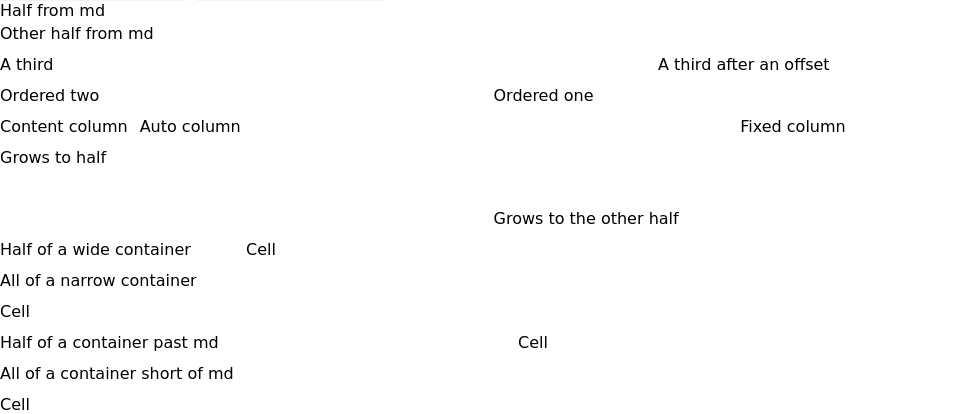 Half from md
Other half from md
A third A third after an offset
Ordered two Ordered one
Content column Auto column Fixed column
Grows to half
Grows to the other half
Half of a wide container Cell
All of a narrow container
Cell
Half of a container past md Cell
All of a container short of md
Cell